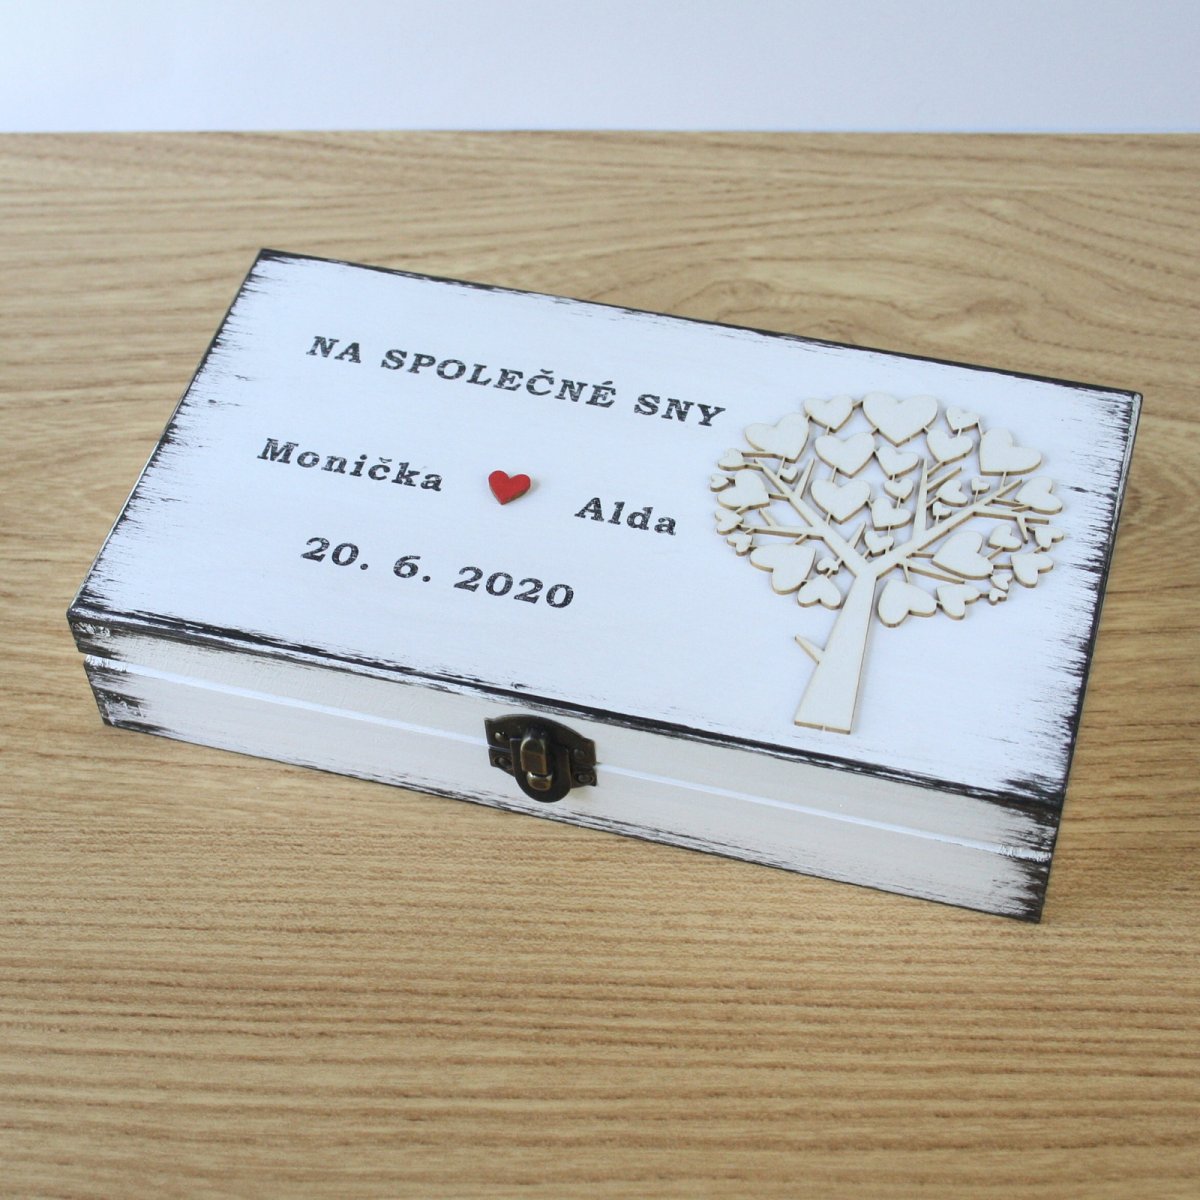 NA SPOLEČNÉ SNY
Monička Alda
20. 6. 2020